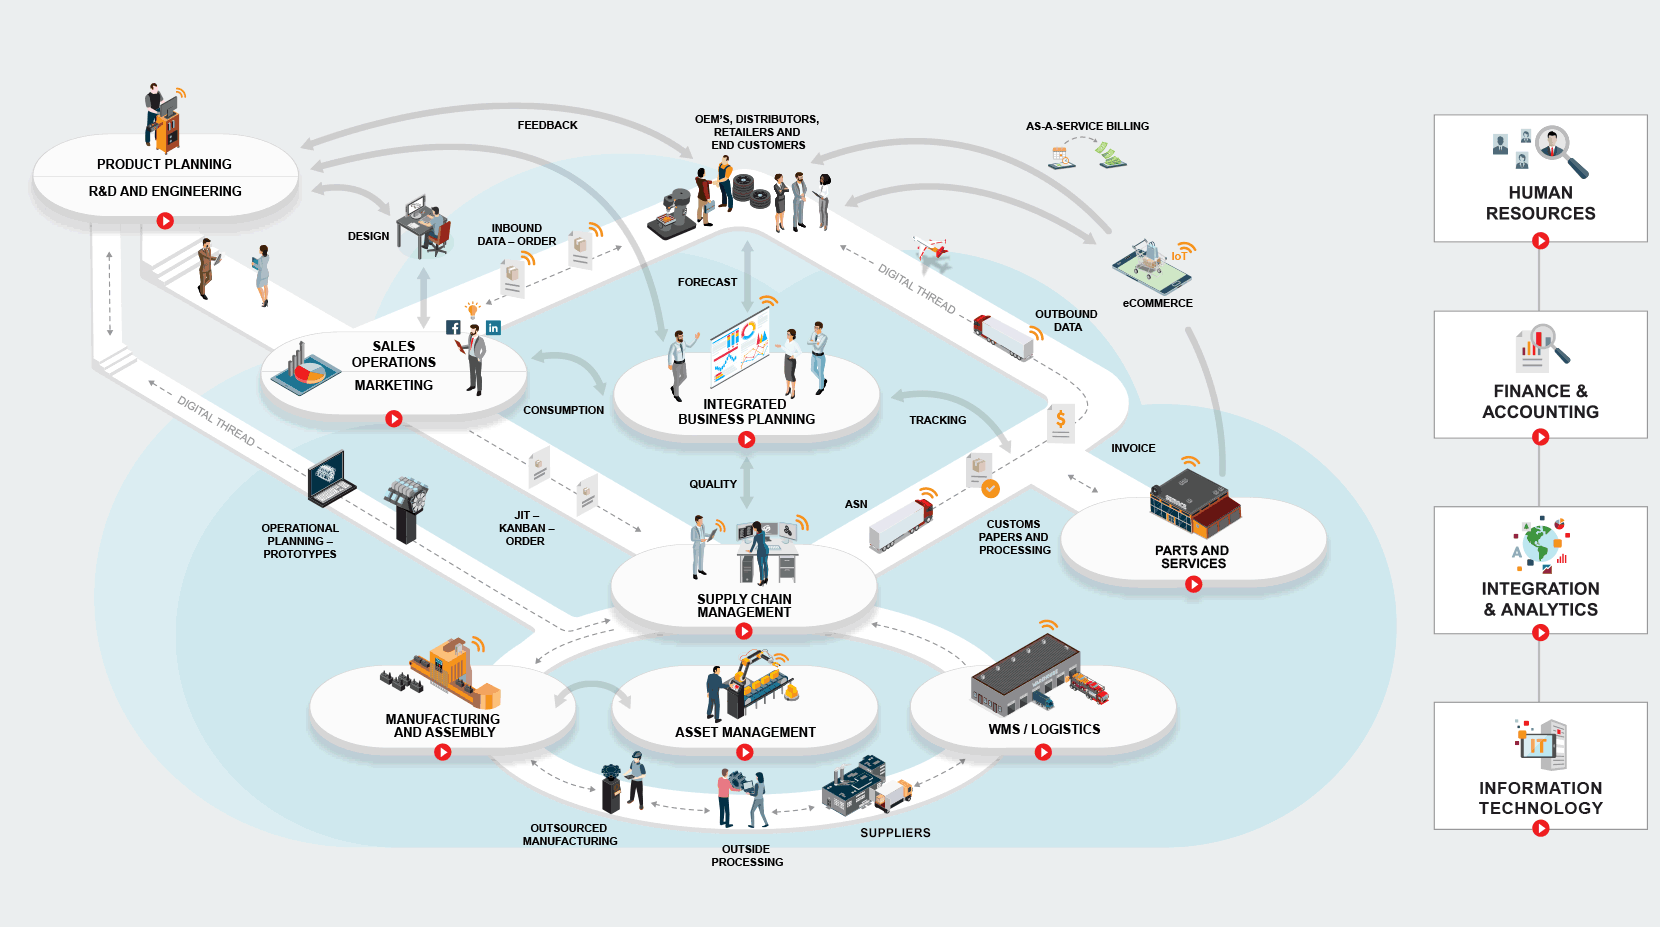 PRODUCT PLANNING
R&D AND ENGINEERING
FEEDBACK
OEM'S, DISTRIBUTORS,
RETAILERS AND
END CUSTOMERS
AS-A-SERVICE BILLING
DESIGN
INBOUND
DATA – ORDER
FORECAST
DIGITAL THREAD
OUTBOUND
DATA
IoT
eCOMMERCE
SALES
OPERATIONS
MARKETING
f
in
CONSUMPTION
INTEGRATED
BUSINESS PLANNING
TRACKING
$
INVOICE
DIGITAL THREAD
OPERATIONAL
PLANNING –
PROTOTYPES
JIT –
KANBAN –
ORDER
QUALITY
ASN
CUSTOMS
PAPERS AND
PROCESSING
SERVICE
PARTS AND
SERVICES
SUPPLY CHAIN
MANAGEMENT
MANUFACTURING
AND ASSEMBLY
ASSET MANAGEMENT
WAREHOUSE
WMS / LOGISTICS
OUTSOURCED
MANUFACTURING
OUTSIDE
PROCESSING
SUPPLIERS
HUMAN
RESOURCES
FINANCE &
ACCOUNTING
A
A
INTEGRATION
& ANALYTICS
IT
INFORMATION
TECHNOLOGY